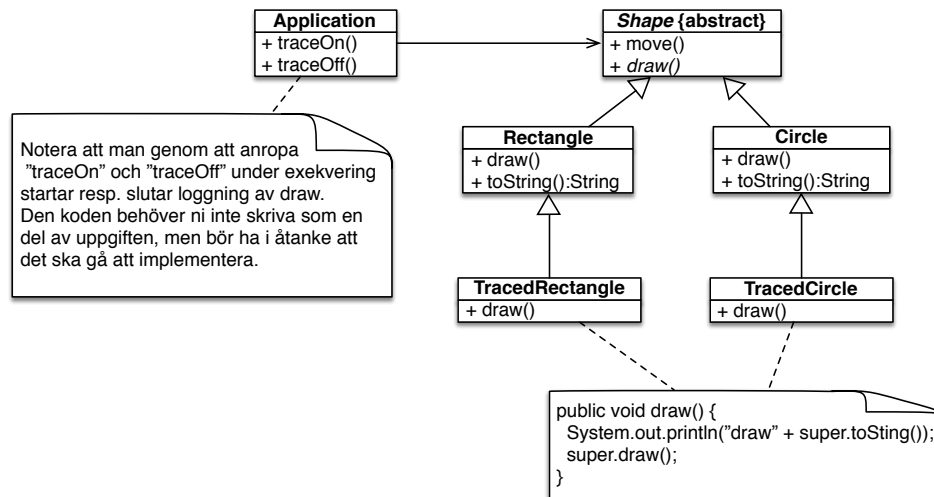 Application
+ traceOn()
+ traceOff()
Shape {abstract}
+ move()
+ draw()
Notera att man genom att anropa
”traceOn” och ”traceOff” under exekvering
startar resp. slutar loggning av draw.
Den koden behöver ni inte skriva som en
del av uppgiften, men bör ha i åtanke att
det ska gå att implementera.
Rectangle
+ draw()
+ toString():String
Circle
+ draw()
+ toString():String
TracedRectangle
+ draw()
TracedCircle
+ draw()
public void draw() {
System.out.println(”draw” + super.toSting());
super.draw();
}